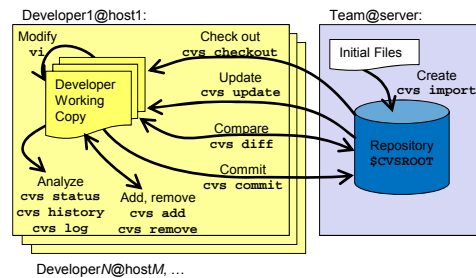 Developer1@host1:
Team@server:
Modify
vi
Check out
cvs checkout
Initial Files
Developer
Working
Copy
Update
cvs update
Create
cvs import
Compare
cvs diff
Repository
$CVSROOT
Commit
cvs commit
Analyze
cvs status
cvs history
cvs log
Add, remove
cvs add
cvs remove
DeveloperN@hostM, …